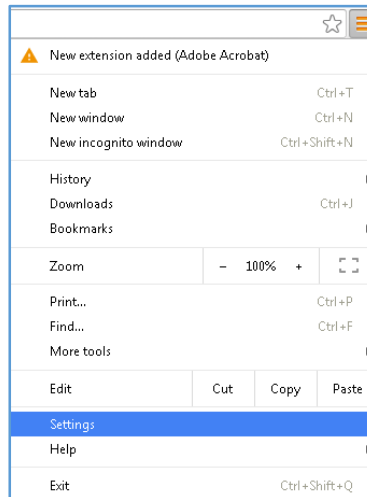 New extension added (Adobe Acrobat)
New tab Ctrl+T
New window Ctrl+N
New incognito window Ctrl+Shift+N
History
Downloads Ctrl+J
Bookmarks
Zoom - 100% +
Print... Ctrl+P
Find... Ctrl+F
More tools
Edit Cut Copy Paste
Settings
Help
Exit Ctrl+Shift+Q